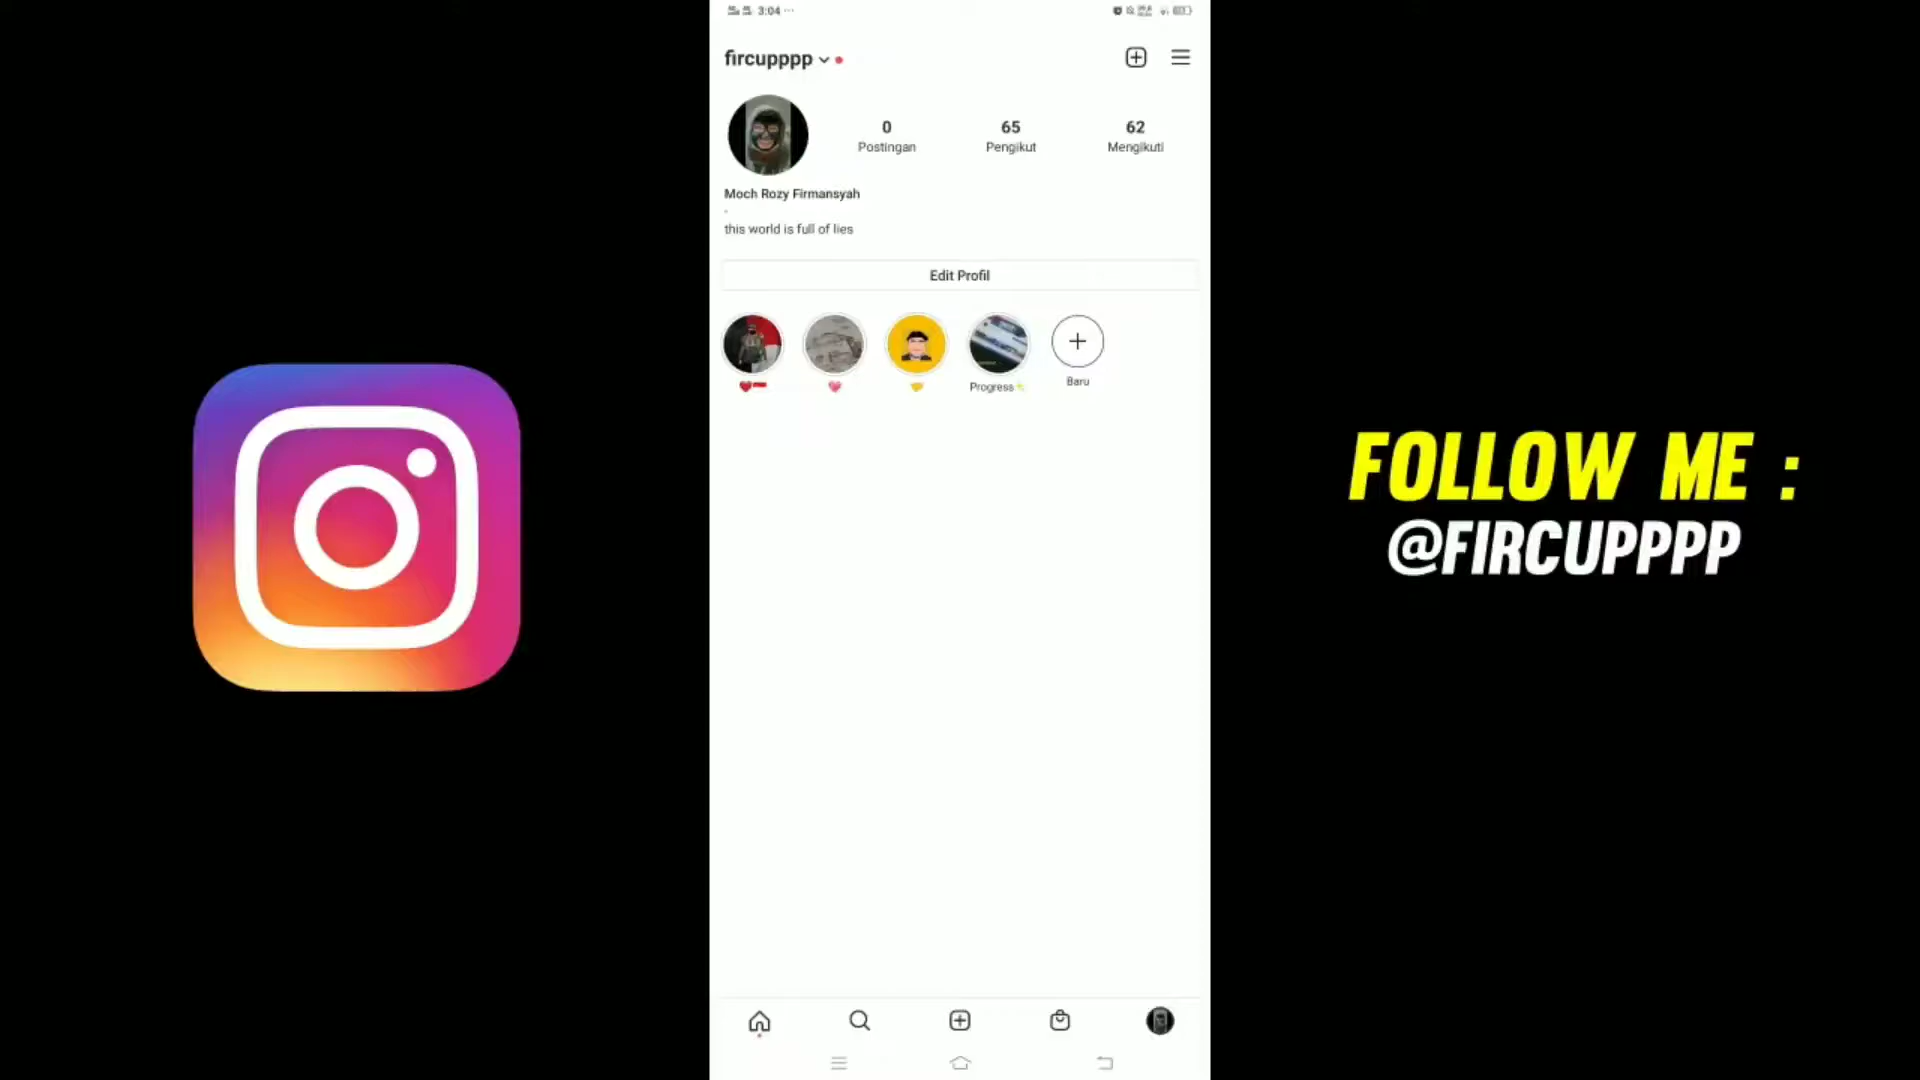 3:04 ...
fircupppp
0 65 62
Postingan Pengikut Mengikuti
Moch Rozy Firmansyah
.
this world is full of lies
Edit Profil
Progress
Baru
FOLLOW ME :
@FIRCUPPPP